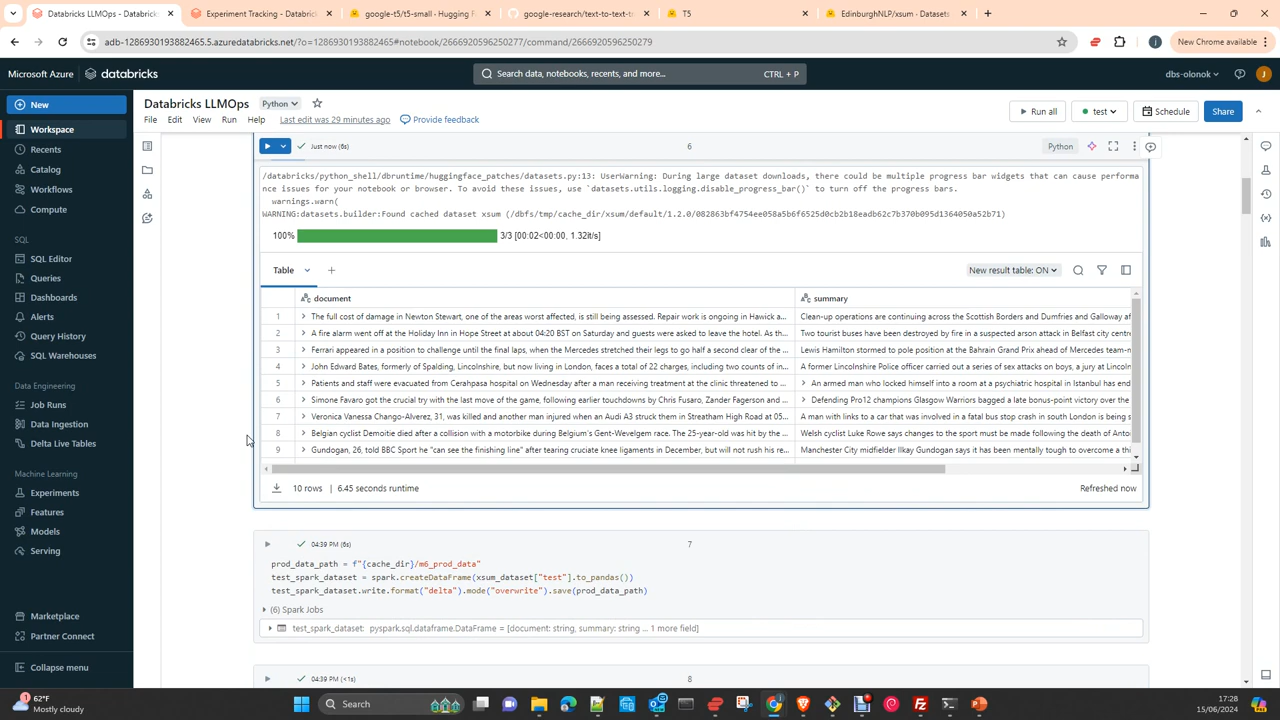 Databricks LLMOps - Databricks
Experiment Tracking - Databrick
google-t5/t5-small - Hugging F
google-research/text-to-text-t
T5
EdinburghNLP/xsum · Datasets
adb-1286930193882465.5.azuredatabricks.net/?o=1286930193882465#notebook/2666920596250277/command/2666920596250279
New Chrome available
Microsoft Azure
databricks
Search data, notebooks, recents, and more...
CTRL + P
dbs-olonok
J
New
Workspace
Recents
Catalog
Workflows
Compute
SQL
SQL Editor
Queries
Dashboards
Alerts
Query History
SQL Warehouses
Data Engineering
Job Runs
Data Ingestion
Delta Live Tables
Machine Learning
Experiments
Features
Models
Serving
Marketplace
Partner Connect
Collapse menu
Databricks LLMOps
Python
File Edit View Run Help Last edit was 29 minutes ago Provide feedback
Run all
test
Schedule
Share
Just now (6s)
6
Python
/databricks/python_shell/dbruntime/huggingface_patches/datasets.py:13: UserWarning: During large dataset downloads, there could be multiple progress bar widgets that can cause performa
nce issues for your notebook or browser. To avoid these issues, use `datasets.utils.logging.disable_progress_bar()` to turn off the progress bars.
warnings.warn(
WARNING:datasets.builder:Found cached dataset xsum (/dbfs/tmp/cache_dir/xsum/default/1.2.0/082863bf4754ee058a5b6f6525d0cb2b18eadb62c7b370b095d1364050a52b71)
100% 3/3 [00:02<00:00, 1.32it/s]
Table
New result table: ON
document summary
1 The full cost of damage in Newton Stewart, one of the areas worst affected, is still being assessed. Repair work is ongoing in Hawick a... Clean-up operations are continuing across the Scottish Borders and Dumfries and Galloway af
2 A fire alarm went off at the Holiday Inn in Hope Street at about 04:20 BST on Saturday and guests were asked to leave the hotel. As th... Two tourist buses have been destroyed by fire in a suspected arson attack in Belfast city centre
3 Ferrari appeared in a position to challenge until the final laps, when the Mercedes stretched their legs to go half a second clear of the ... Lewis Hamilton stormed to pole position at the Bahrain Grand Prix ahead of Mercedes team-m
4 John Edward Bates, formerly of Spalding, Lincolnshire, but now living in London, faces a total of 22 charges, including two counts of in... A former Lincolnshire Police officer carried out a series of sex attacks on boys, a jury at Lincoln
5 Patients and staff were evacuated from Cerahpasa hospital on Wednesday after a man receiving treatment at the clinic threatened to ... An armed man who locked himself into a room at a psychiatric hospital in Istanbul has end
6 Simone Favaro got the crucial try with the last move of the game, following earlier touchdowns by Chris Fusaro, Zander Fagerson and ... Defending Pro12 champions Glasgow Warriors bagged a late bonus-point victory over the
7 Veronica Vanessa Chango-Alverez, 31, was killed and another man injured when an Audi A3 struck them in Streatham High Road at 05... A man with links to a car that was involved in a fatal bus stop crash in south London is being s
8 Belgian cyclist Demoitie died after a collision with a motorbike during Belgium's Gent-Wevelgem race. The 25-year-old was hit by the ... Welsh cyclist Luke Rowe says changes to the sport must be made following the death of Anto
9 Gundogan, 26, told BBC Sport he "can see the finishing line" after tearing cruciate knee ligaments in December, but will not rush his re... Manchester City midfielder Ilkay Gundogan says it has been mentally tough to overcome a thi
10 rows | 6.45 seconds runtime
Refreshed now
04:39 PM (6s)
7
prod_data_path = f"{cache_dir}/m6_prod_data"
test_spark_dataset = spark.createDataFrame(xsum_dataset["test"].to_pandas())
test_spark_dataset.write.format("delta").mode("overwrite").save(prod_data_path)
(6) Spark Jobs
test_spark_dataset: pyspark.sql.dataframe.DataFrame = [document: string, summary: string ... 1 more field]
04:39 PM (<1s)
8
1
62°F
Mostly cloudy
Search
17:28
15/06/2024